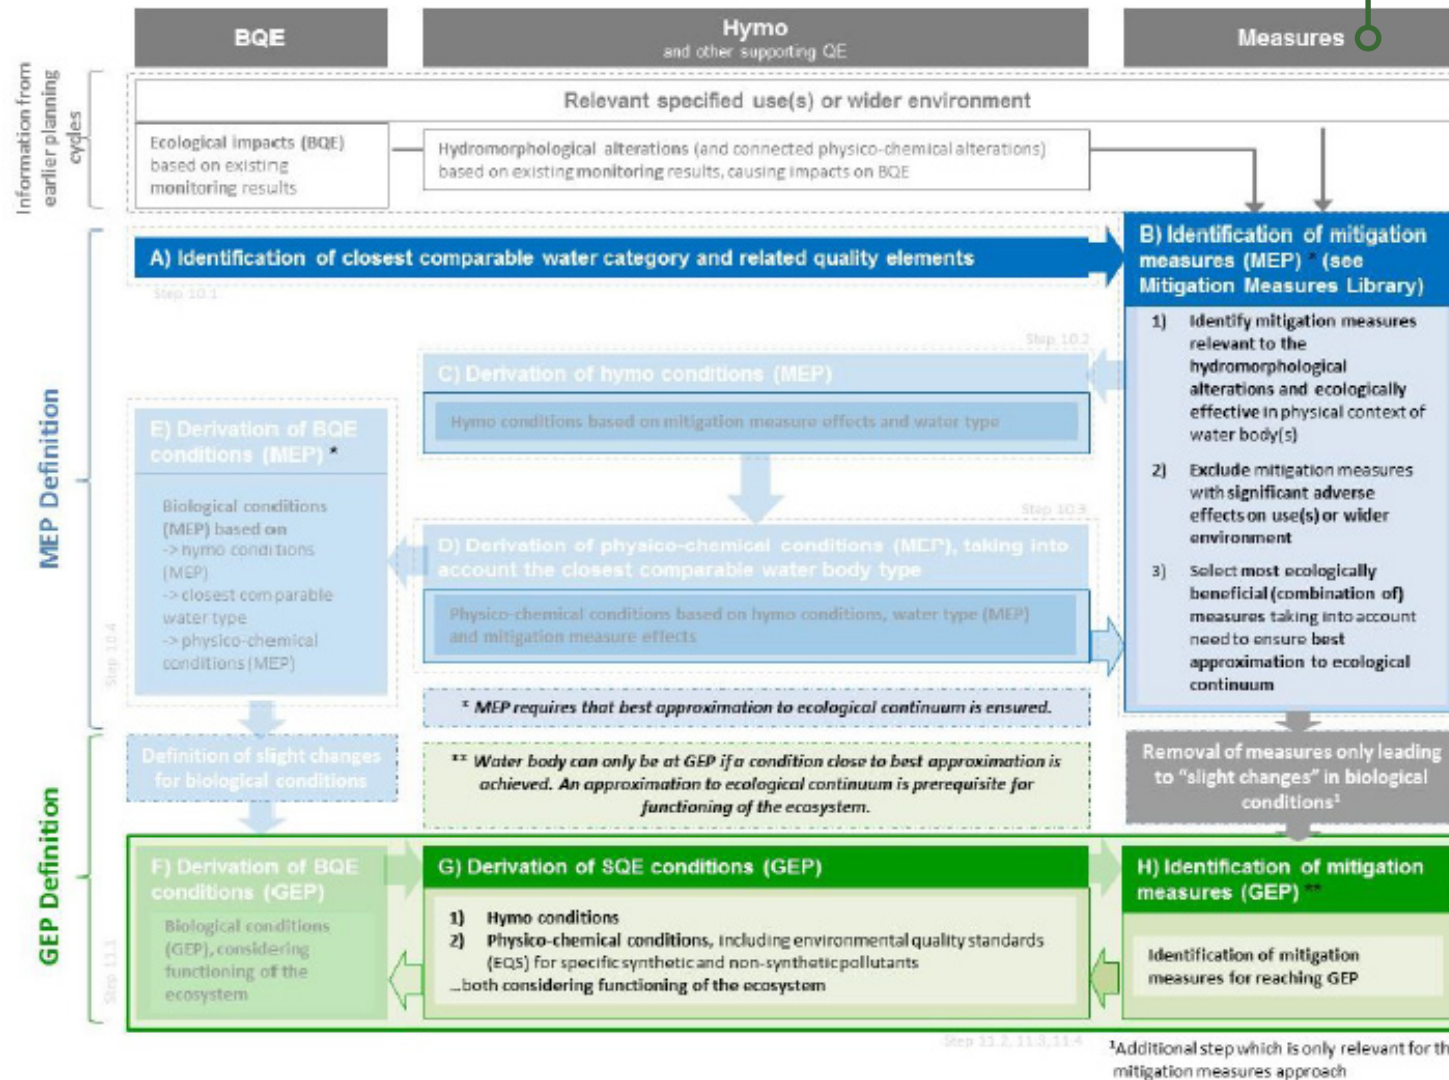 BQE
Hymo
and other supporting QE
Measures
Information from
earlier planning
cycles
Relevant specified use(s) or wider environment
Ecological impacts (BQE)
based on existing
monitoring results
Hydromorphological alterations (and connected physico-chemical alterations)
based on existing monitoring results, causing impacts on BQE
MEP Definition
A) Identification of closest comparable water category and related quality elements
Step 10.1
B) Identification of mitigation
measures (MEP) * (see
Mitigation Measures Library)
1) Identify mitigation measures
relevant to the
hydromorphological
alterations and ecologically
effective in physical context of
water body(s)
2) Exclude mitigation measures
with significant adverse
effects on use(s) or wider
environment
3) Select most ecologically
beneficial (combination of)
measures taking into account
need to ensure best
approximation to ecological
continuum
Step 10.2
C) Derivation of hymo conditions (MEP)
Hymo conditions based on mitigation measure effects and water type
Step 10.3
D) Derivation of physico-chemical conditions (MEP), taking into
account the closest comparable water body type
Physico-chemical conditions based on hymo conditions, water type (MEP)
and mitigation measure effects
E) Derivation of BQE
conditions (MEP) *
Biological conditions
(MEP) based on
-> hymo conditions
(MEP)
-> closest comparable
water type
-> physico-chemical
conditions (MEP)
Step 10.4
* MEP requires that best approximation to ecological continuum is ensured.
GEP Definition
Definition of slight changes
for biological conditions
** Water body can only be at GEP if a condition close to best approximation is
achieved. An approximation to ecological continuum is prerequisite for
functioning of the ecosystem.
Removal of measures only leading
to "slight changes" in biological
conditions¹
F) Derivation of BQE
conditions (GEP)
Biological conditions
(GEP), considering
functioning of the
ecosystem
Step 11.1
G) Derivation of SQE conditions (GEP)
1) Hymo conditions
2) Physico-chemical conditions, including environmental quality standards
(EQS) for specific synthetic and non-synthetic pollutants
...both considering functioning of the ecosystem
Step 11.2, 11.3, 11.4
H) Identification of mitigation
measures (GEP) **
Identification of mitigation
measures for reaching GEP
¹Additional step which is only relevant for th
mitigation measures approach